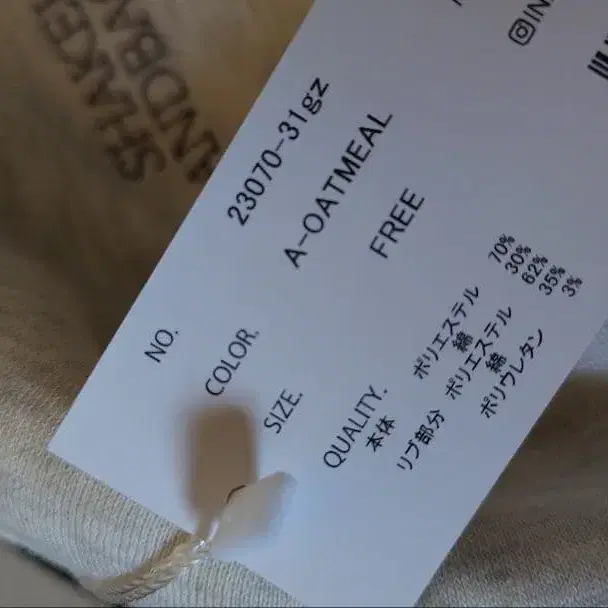 NO. 23070-31gz
COLOR. A-OATMEAL
SIZE. FREE
QUALITY.
本体 ポリエステル 70%
綿 30%
リブ部分 ポリエステル 62%
綿 35%
ポリウレタン 3%